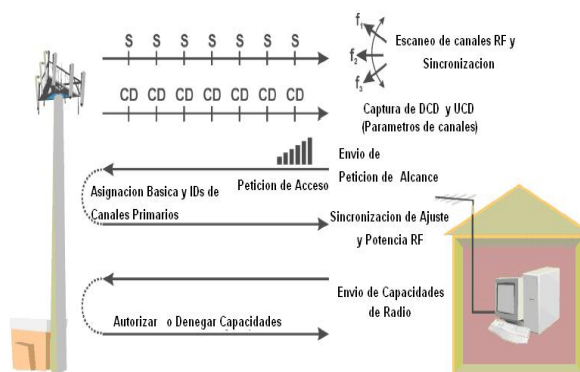 S S S S S S S
f1
f2
f3
Escaneo de canales RF y
Sincronizacion
CD CD CD CD CD CD CD
Captura de DCD y UCD
(Parametros de canales)
Envio de
Peticion de Alcance
Peticion de Acceso
Asignacion Basica y IDs de
Canales Primarios
Sincronizacion de Ajuste
y Potencia RF
Envio de Capacidades
de Radio
Autorizar o Denegar Capacidades